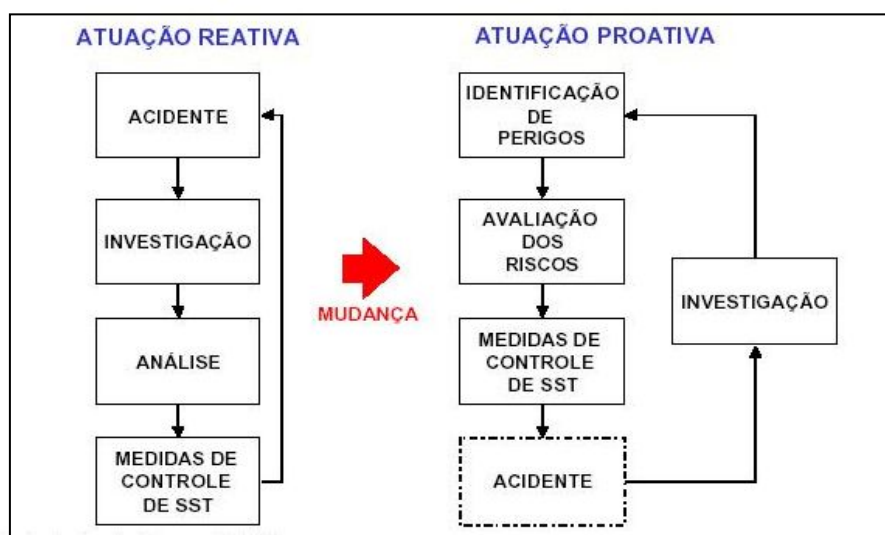 ATUAÇÃO REATIVA
ACIDENTE
INVESTIGAÇÃO
ANÁLISE
MEDIDAS DE
CONTROLE
DE SST
MUDANÇA
ATUAÇÃO PROATIVA
IDENTIFICAÇÃO
DE
PERIGOS
AVALIAÇÃO
DOS
RISCOS
MEDIDAS DE
CONTROLE
DE SST
ACIDENTE
INVESTIGAÇÃO